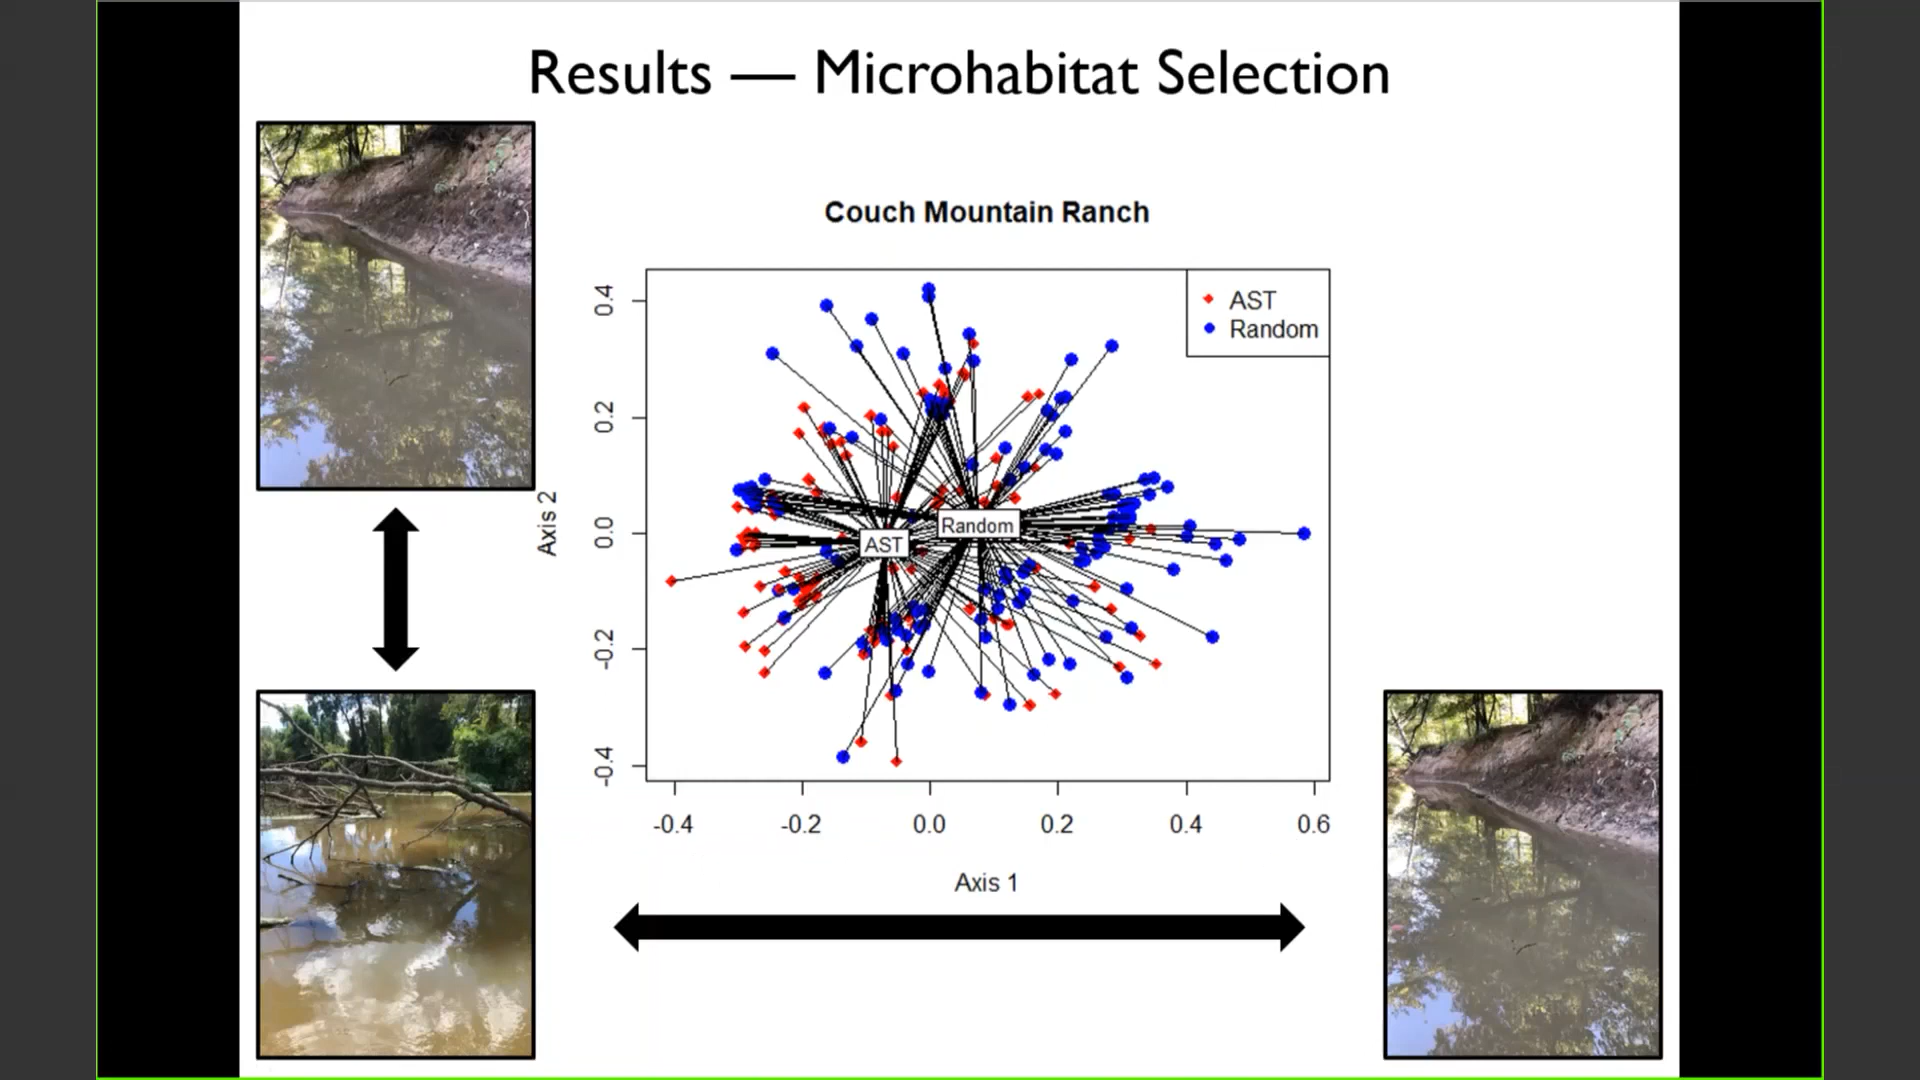 Results — Microhabitat Selection
Couch Mountain Ranch
AST
Random
Axis 2
0.4
0.2
0.0
-0.2
-0.4
Random
AST
-0.4 -0.2 0.0 0.2 0.4 0.6
Axis 1